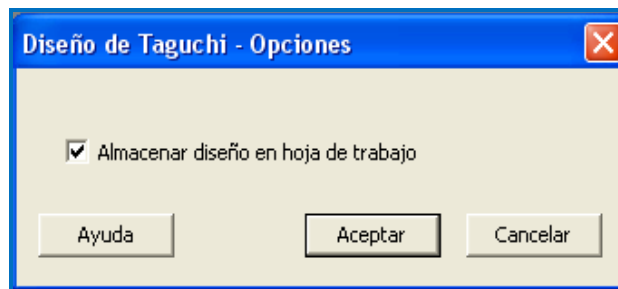 Diseño de Taguchi - Opciones
Almacenar diseño en hoja de trabajo
Ayuda
Aceptar
Cancelar